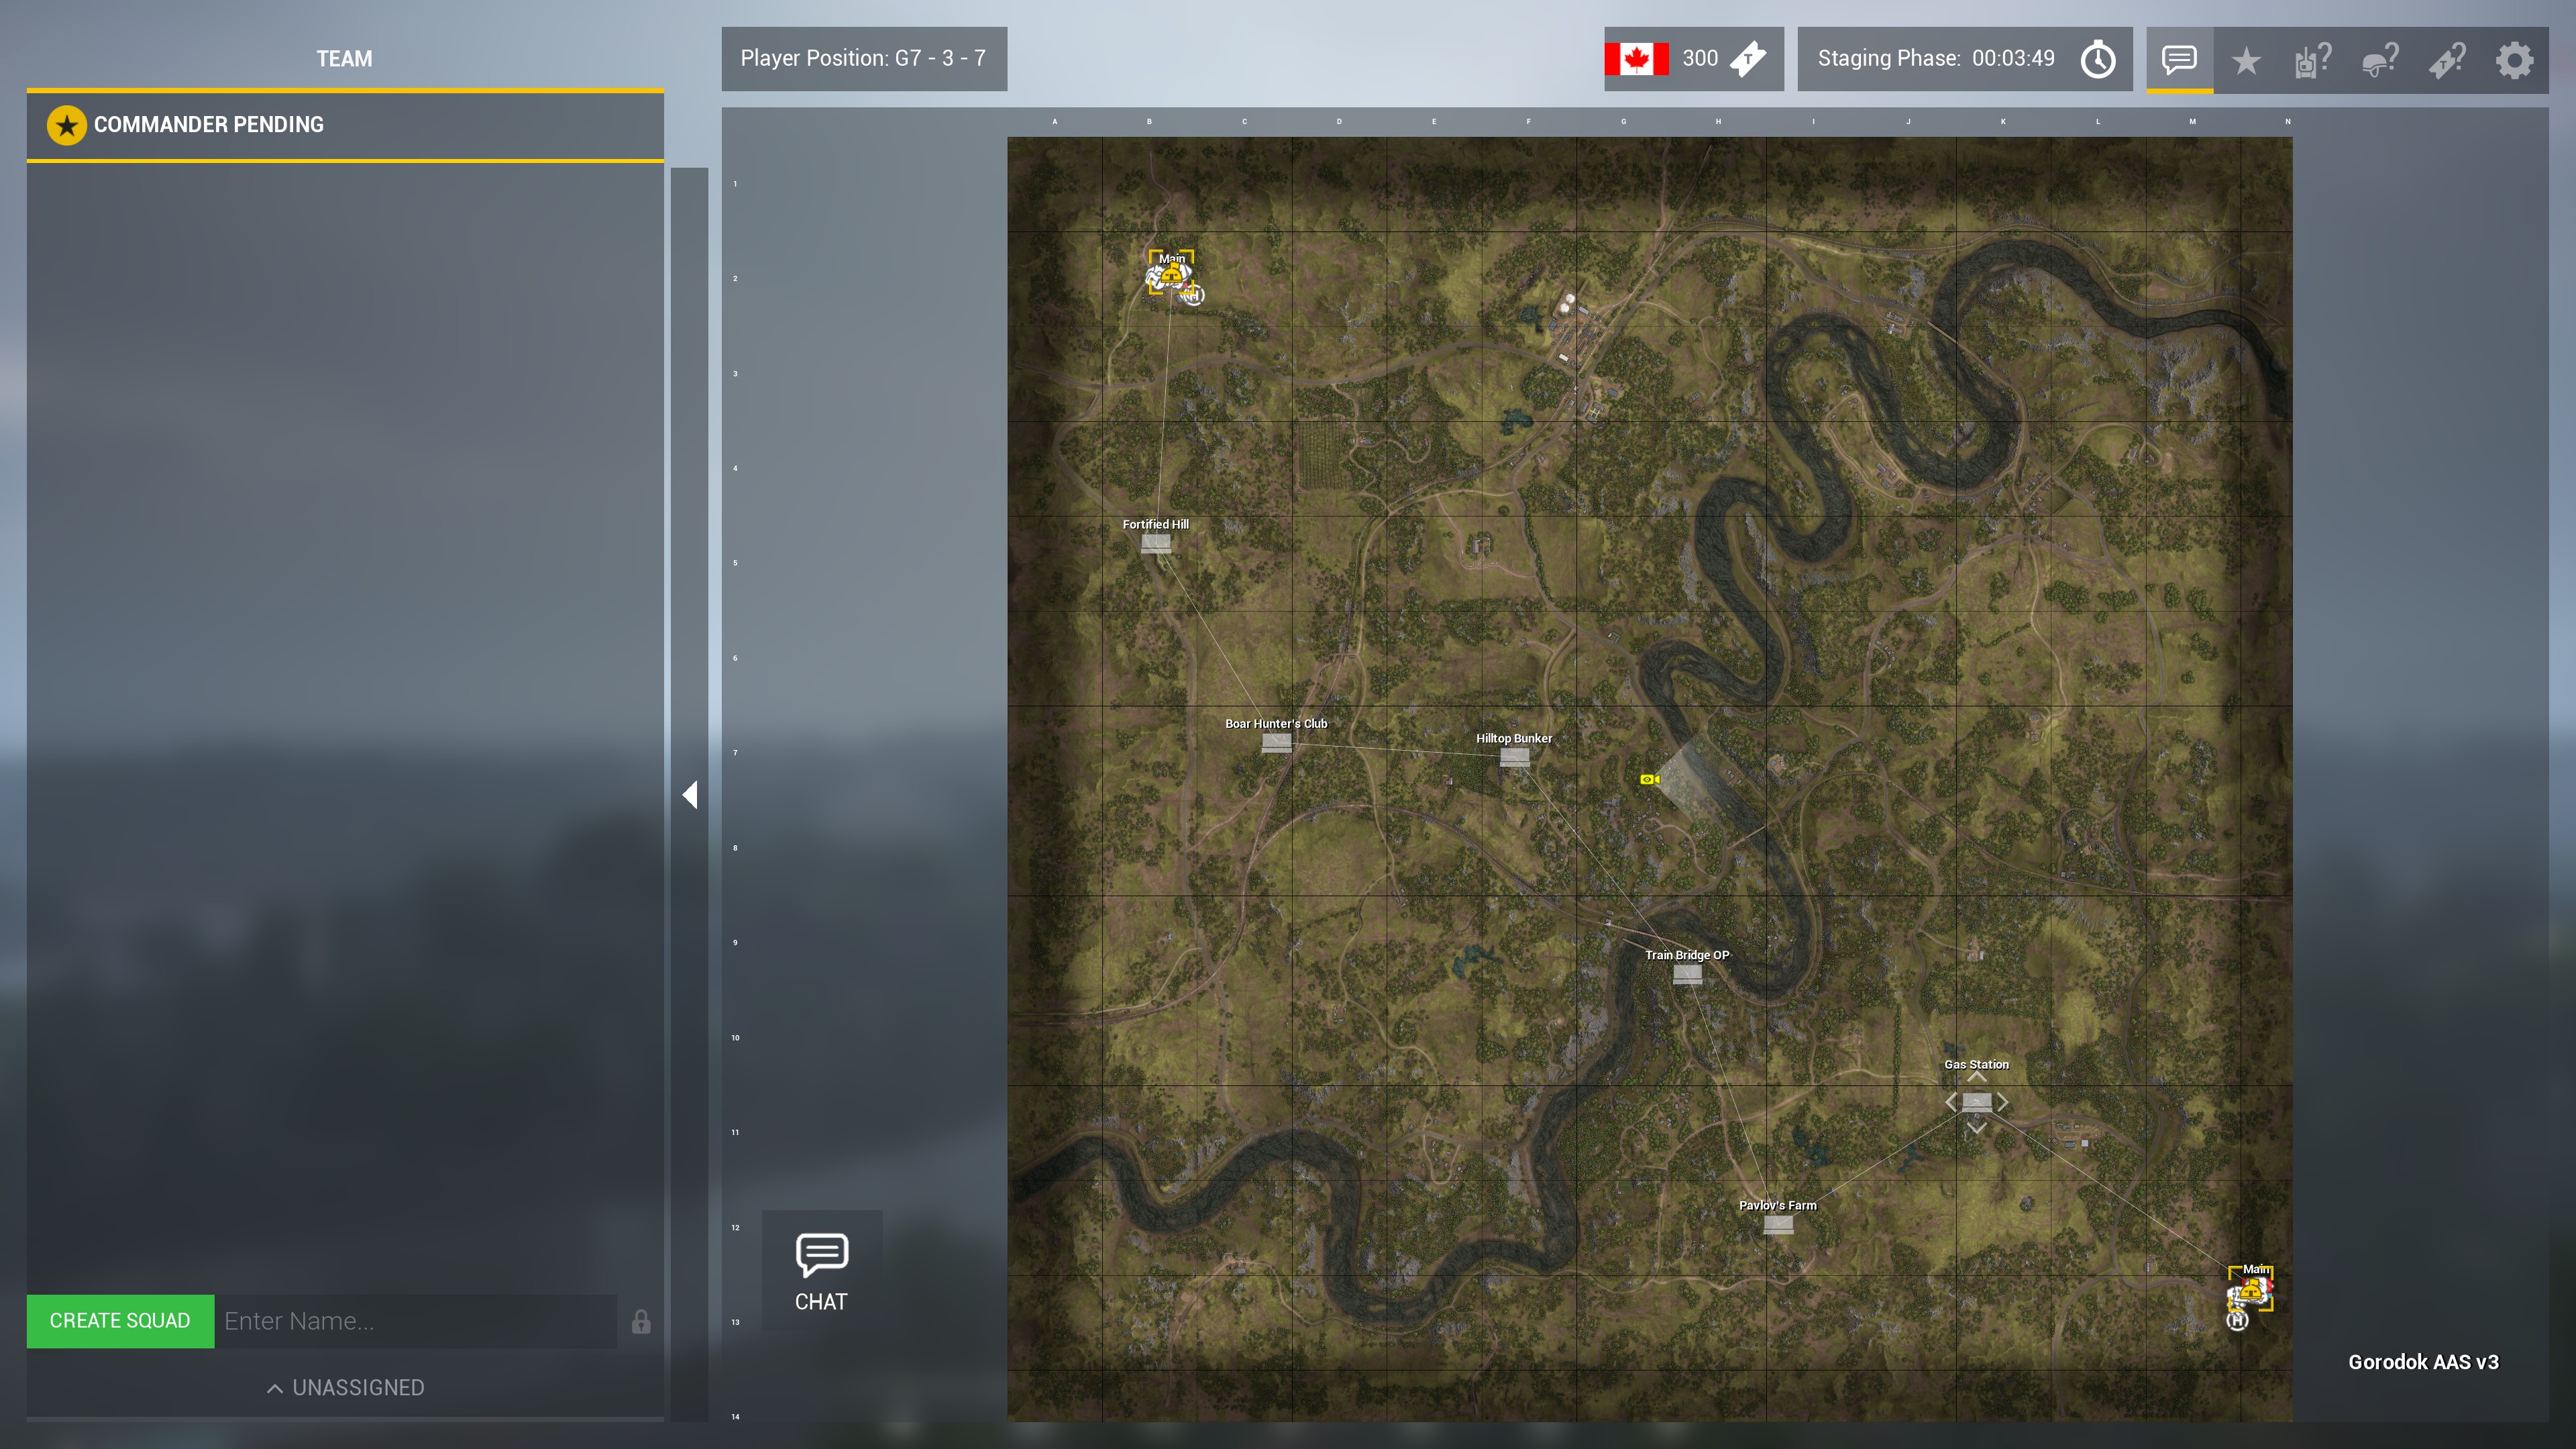 TEAM
Player Position: G7 - 3 - 7
300
T
Staging Phase: 00:03:49
?
?
T?
COMMANDER PENDING
A B C D E F G H I J K L M N
1
Main
2
H
3
4
Fortified Hill
5
6
Boar Hunter's Club
Hilltop Bunker
7
8
9
Train Bridge OP
10
Gas Station
11
Pavlov's Farm
12
CHAT
Main
CREATE SQUAD Enter Name...
13
H
Gorodok AAS v3
UNASSIGNED
14